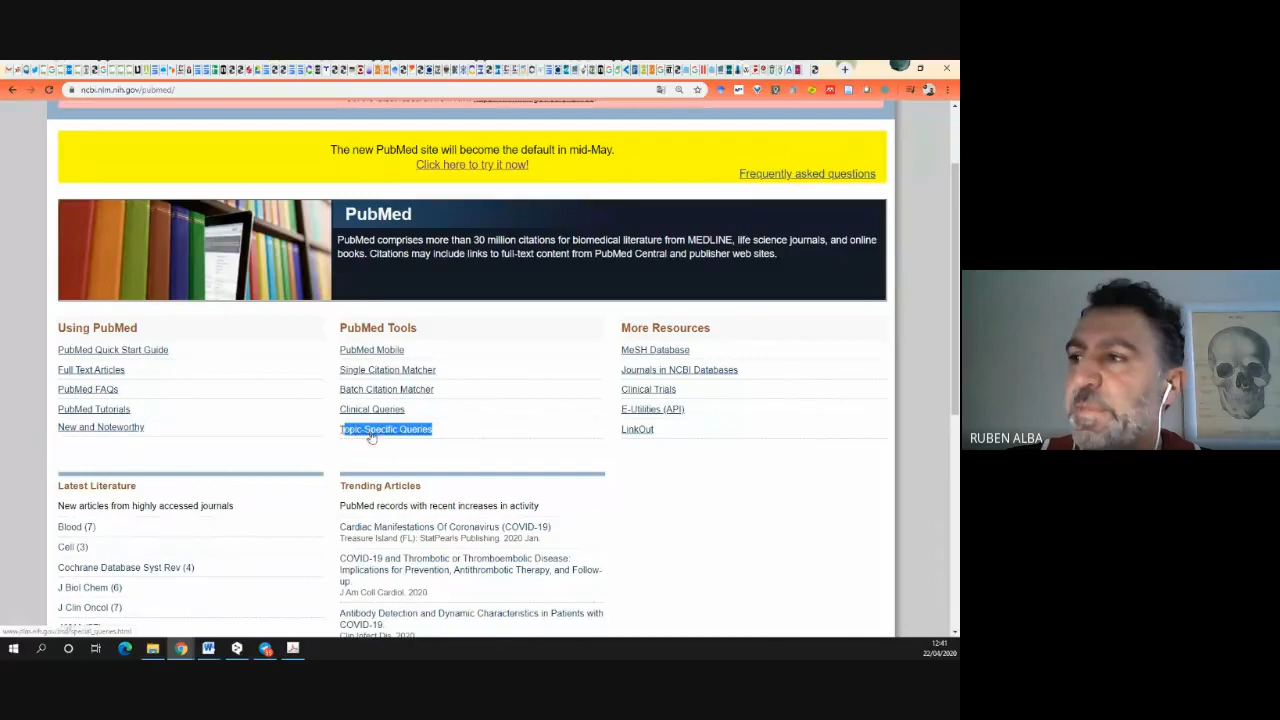 ncbi.nlm.nih.gov/pubmed/
The new PubMed site will become the default in mid-May.
Click here to try it now!
Frequently asked questions
PubMed
PubMed comprises more than 30 million citations for biomedical literature from MEDLINE, life science journals, and online
books. Citations may include links to full-text content from PubMed Central and publisher web sites.
Using PubMed
PubMed Quick Start Guide
Full Text Articles
PubMed FAQs
PubMed Tutorials
New and Noteworthy
PubMed Tools
PubMed Mobile
Single Citation Matcher
Batch Citation Matcher
Clinical Queries
Topic-Specific Queries
More Resources
MeSH Database
Journals in NCBI Databases
Clinical Trials
E-Utilities (API)
LinkOut
Latest Literature
New articles from highly accessed journals
Blood (7)
Cell (3)
Cochrane Database Syst Rev (4)
J Biol Chem (6)
J Clin Oncol (7)
Trending Articles
PubMed records with recent increases in activity
Cardiac Manifestations Of Coronavirus (COVID-19)
Treasure Island (FL): StatPearls Publishing. 2020 Jan.
COVID-19 and Thrombotic or Thromboembolic Disease:
Implications for Prevention, Antithrombotic Therapy, and Follow-
up.
J Am Coll Cardiol. 2020.
Antibody Detection and Dynamic Characteristics in Patients with
COVID-19.
Clin Infect Dis. 2020
RUBEN ALBA
12:41
22/04/2020